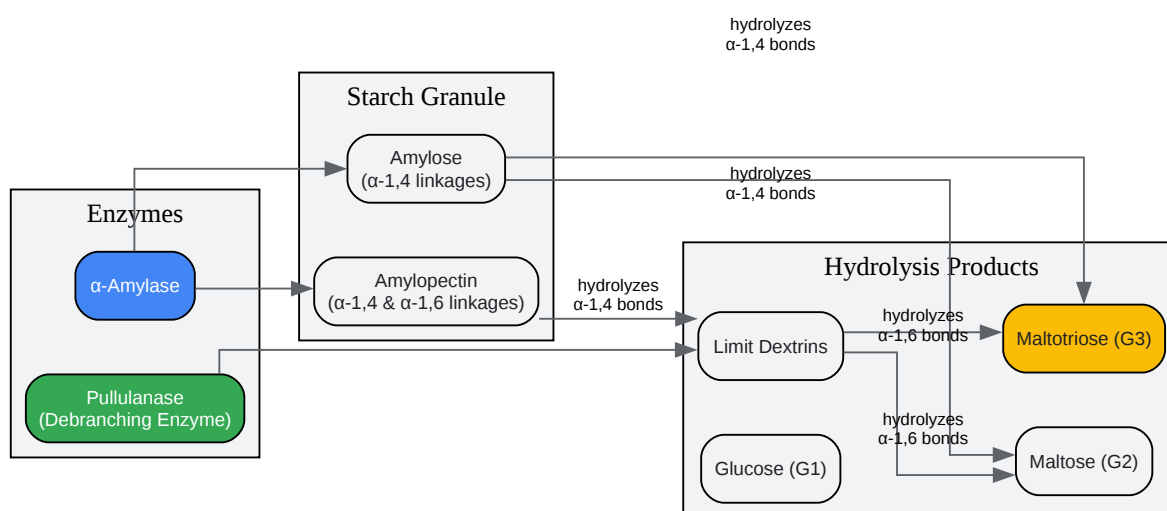 hydrolyzes
α-1,4 bonds
Starch Granule
Amylose
(α-1,4 linkages)
hydrolyzes
α-1,4 bonds
Enzymes
α-Amylase
Amylopectin
(α-1,4 & α-1,6 linkages)
hydrolyzes
α-1,4 bonds
Hydrolysis Products
Limit Dextrins
hydrolyzes
α-1,6 bonds
Maltotriose (G3)
Pullulanase
(Debranching Enzyme)
hydrolyzes
α-1,6 bonds
Glucose (G1)
Maltose (G2)